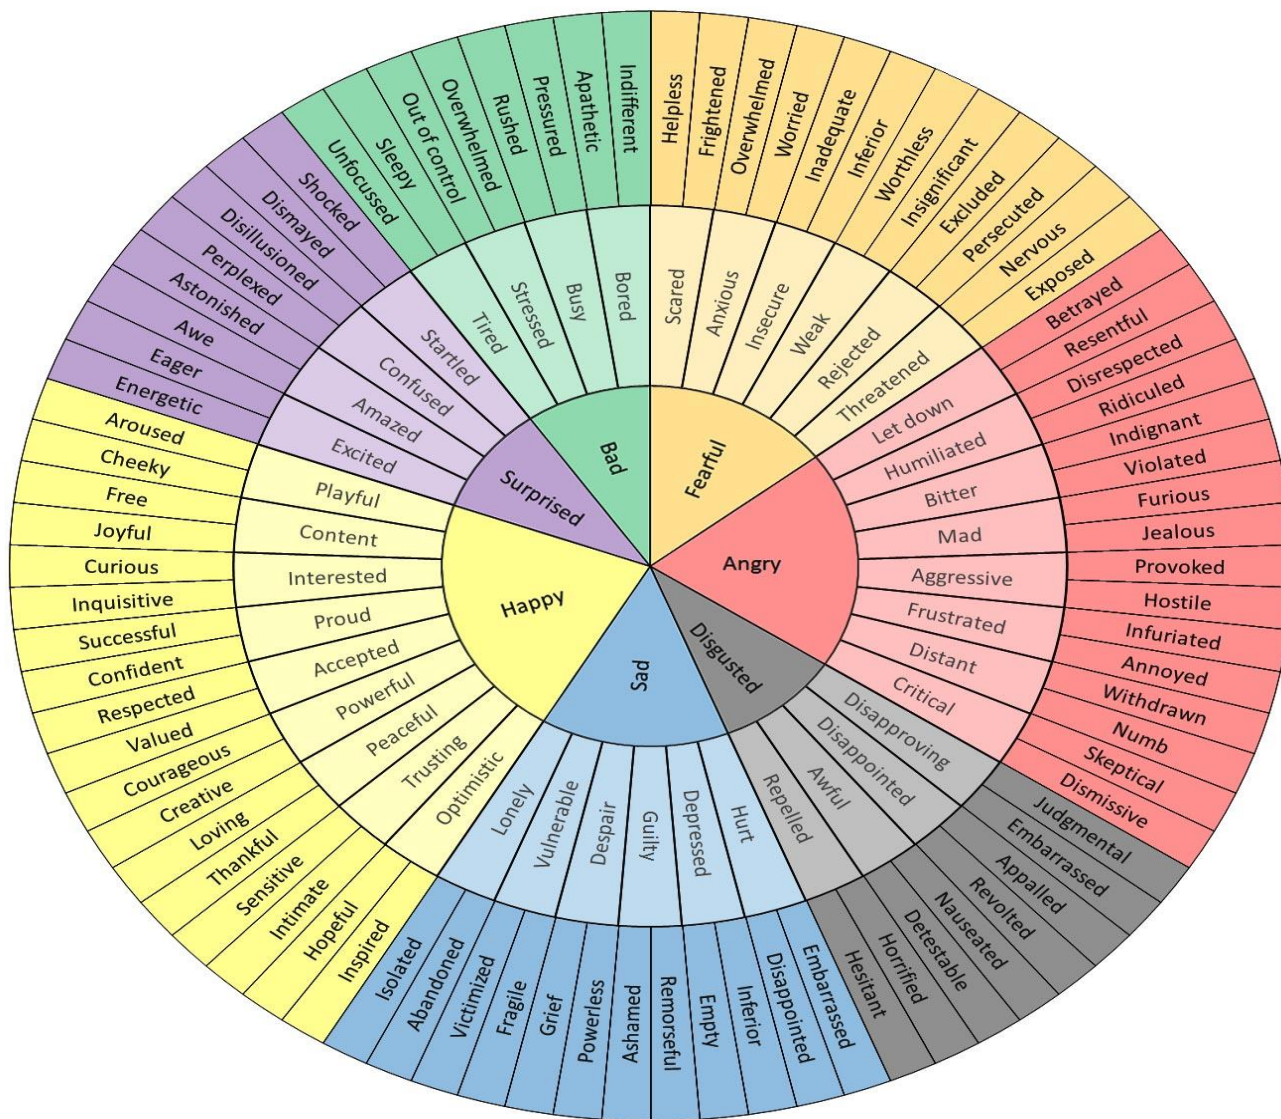 Fearful
Angry
Disgusted
Sad
Happy
Surprised
Bad
Scared
Anxious
Insecure
Weak
Rejected
Threatened
Let down
Humiliated
Bitter
Mad
Aggressive
Frustrated
Distant
Critical
Disapproving
Disappointed
Awful
Repelled
Hurt
Depressed
Guilty
Despair
Vulnerable
Lonely
Optimistic
Trusting
Peaceful
Powerful
Accepted
Proud
Interested
Content
Playful
Excited
Amazed
Confused
Startled
Tired
Stressed
Busy
Bored
Helpless
Frightened
Overwhelmed
Worried
Inadequate
Inferior
Worthless
Insignificant
Excluded
Persecuted
Nervous
Exposed
Betrayed
Resentful
Disrespected
Ridiculed
Indignant
Violated
Furious
Jealous
Provoked
Hostile
Infuriated
Annoyed
Withdrawn
Numb
Skeptical
Dismissive
Judgmental
Embarrassed
Appalled
Revolted
Nauseated
Detestable
Horrified
Hesitant
Embarrassed
Disappointed
Inferior
Empty
Remorseful
Ashamed
Powerless
Grief
Fragile
Victimized
Abandoned
Isolated
Inspired
Hopeful
Intimate
Sensitive
Thankful
Loving
Creative
Courageous
Valued
Respected
Confident
Successful
Inquisitive
Curious
Joyful
Free
Cheeky
Aroused
Energetic
Eager
Awe
Astonished
Perplexed
Disillusioned
Dismayed
Shocked
Unfocussed
Sleepy
Out of control
Overwhelmed
Rushed
Pressured
Apathetic
Indifferent